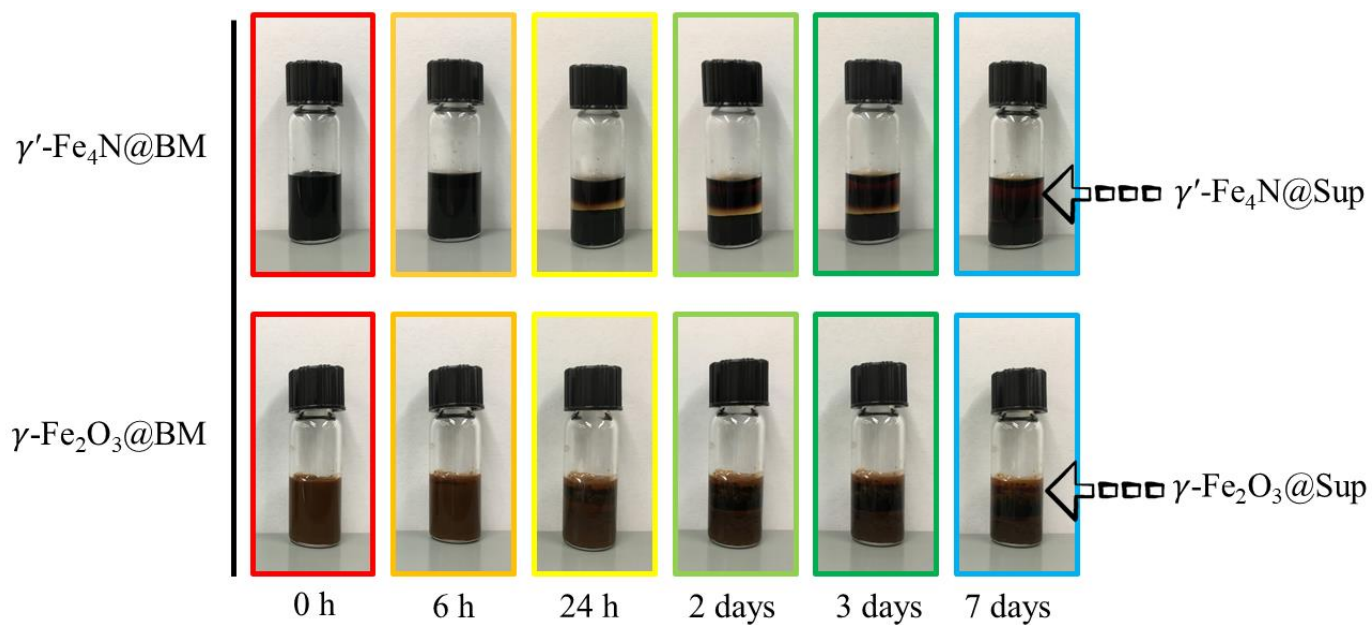 γ′-Fe₄N@BM
γ′-Fe₄N@Sup
γ-Fe₂O₃@BM
γ-Fe₂O₃@Sup
0 h 6 h 24 h 2 days 3 days 7 days